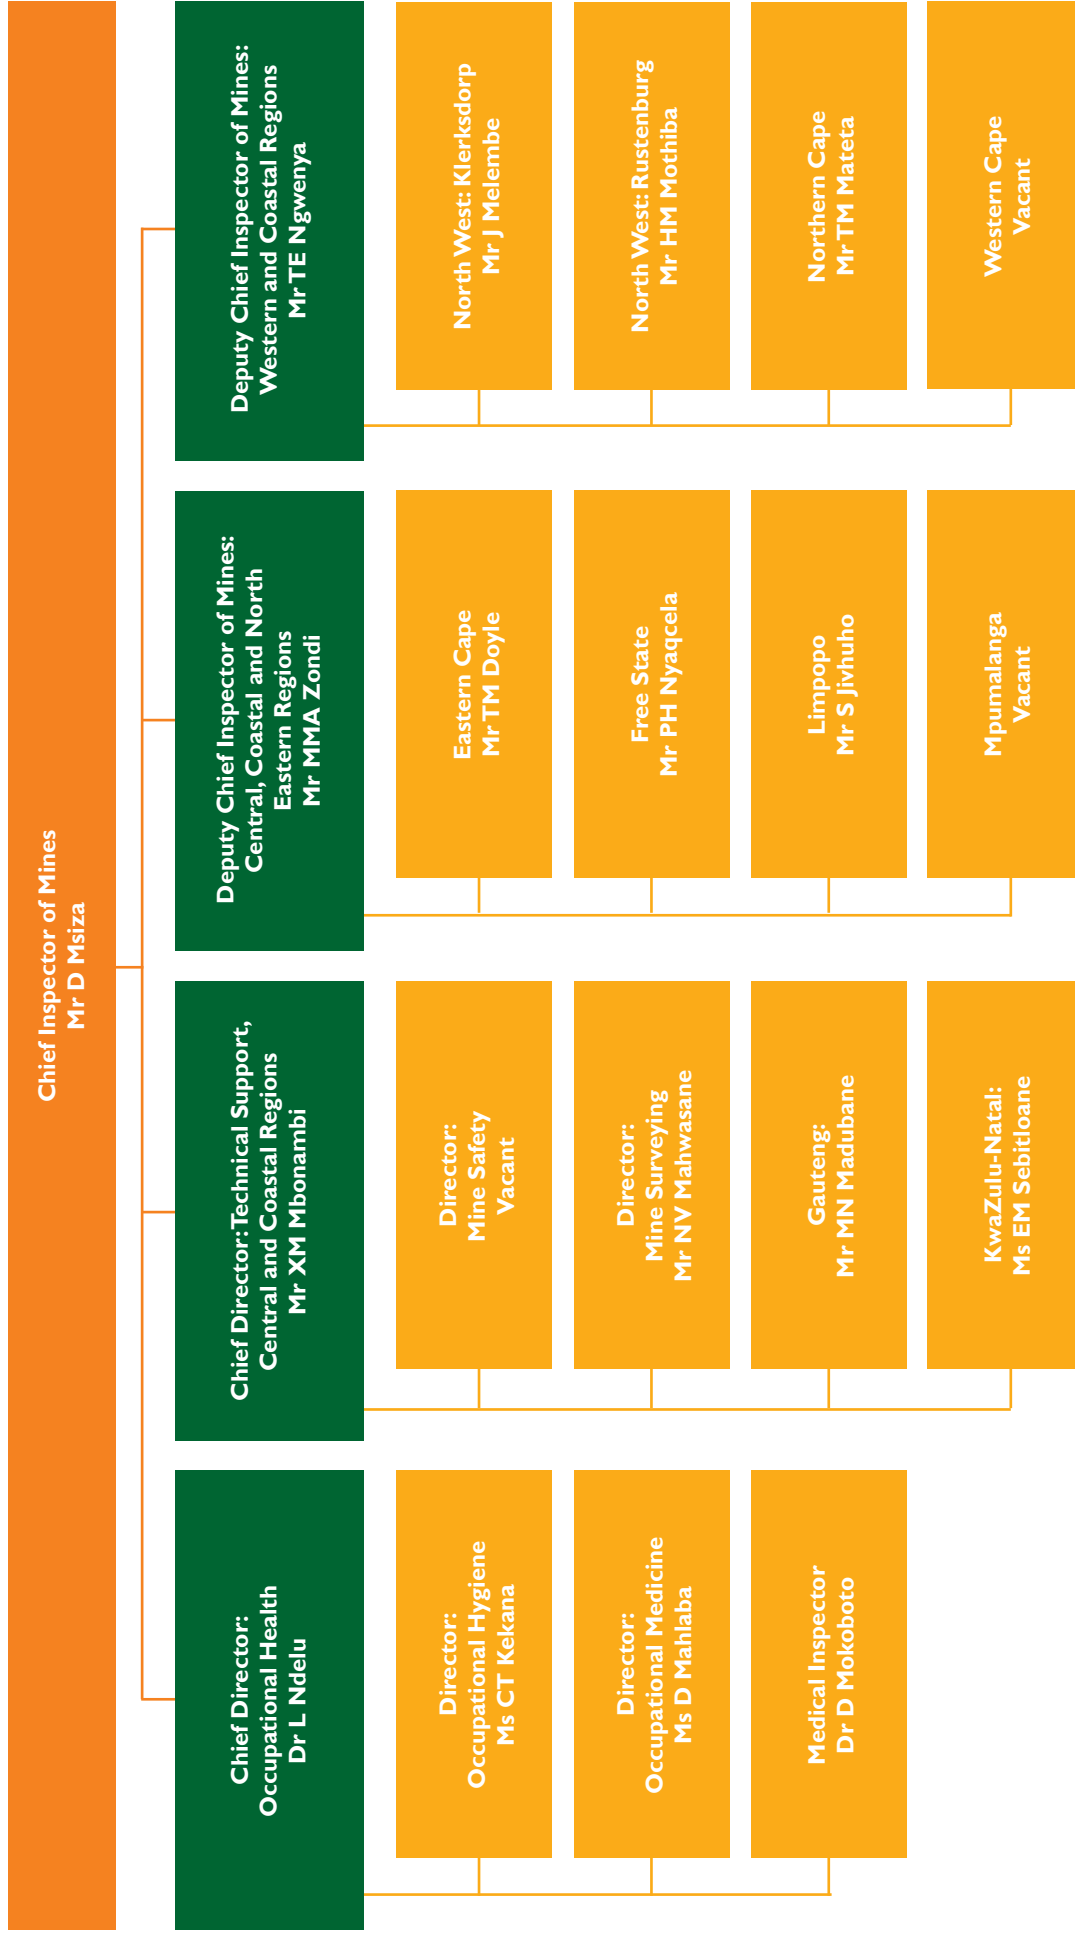 Chief Inspector of Mines
Mr D Msiza
Chief Director:
Occupational Health
Dr L Ndelu
Director:
Occupational Hygiene
Ms CT Kekana
Director:
Occupational Medicine
Ms D Mahlaba
Medical Inspector
Dr D Mokoboto
Chief Director: Technical Support,
Central and Coastal Regions
Mr XM Mbonambi
Director:
Mine Safety
Vacant
Director:
Mine Surveying
Mr NV Mahwasane
Gauteng:
Mr MN Madubane
KwaZulu-Natal:
Ms EM Sebitloane
Deputy Chief Inspector of Mines:
Central, Coastal and North
Eastern Regions
Mr MMA Zondi
Eastern Cape
Mr TM Doyle
Free State
Mr PH Nyaqcela
Limpopo
Mr S Jivhuho
Mpumalanga
Vacant
Deputy Chief Inspector of Mines:
Western and Coastal Regions
Mr TE Ngwenya
North West: Klerksdorp
Mr J Melembe
North West: Rustenburg
Mr HM Mothiba
Northern Cape
Mr TM Mateta
Western Cape
Vacant